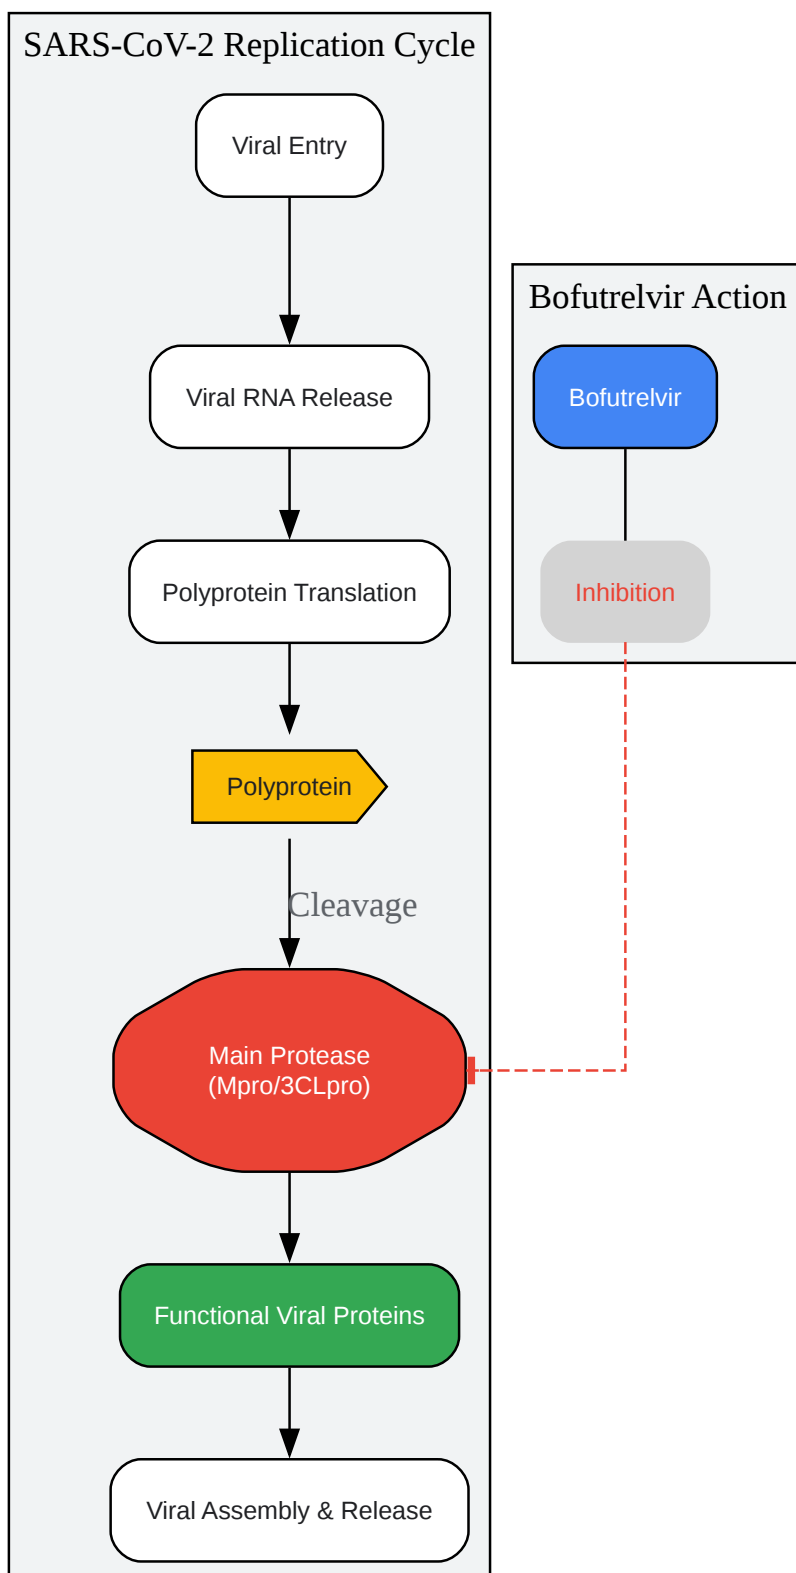 SARS-CoV-2 Replication Cycle
Viral Entry
Viral RNA Release
Polyprotein Translation
Polyprotein
Cleavage
Main Protease
(Mpro/3CLpro)
Functional Viral Proteins
Viral Assembly & Release
Bofutrelvir Action
Bofutrelvir
Inhibition